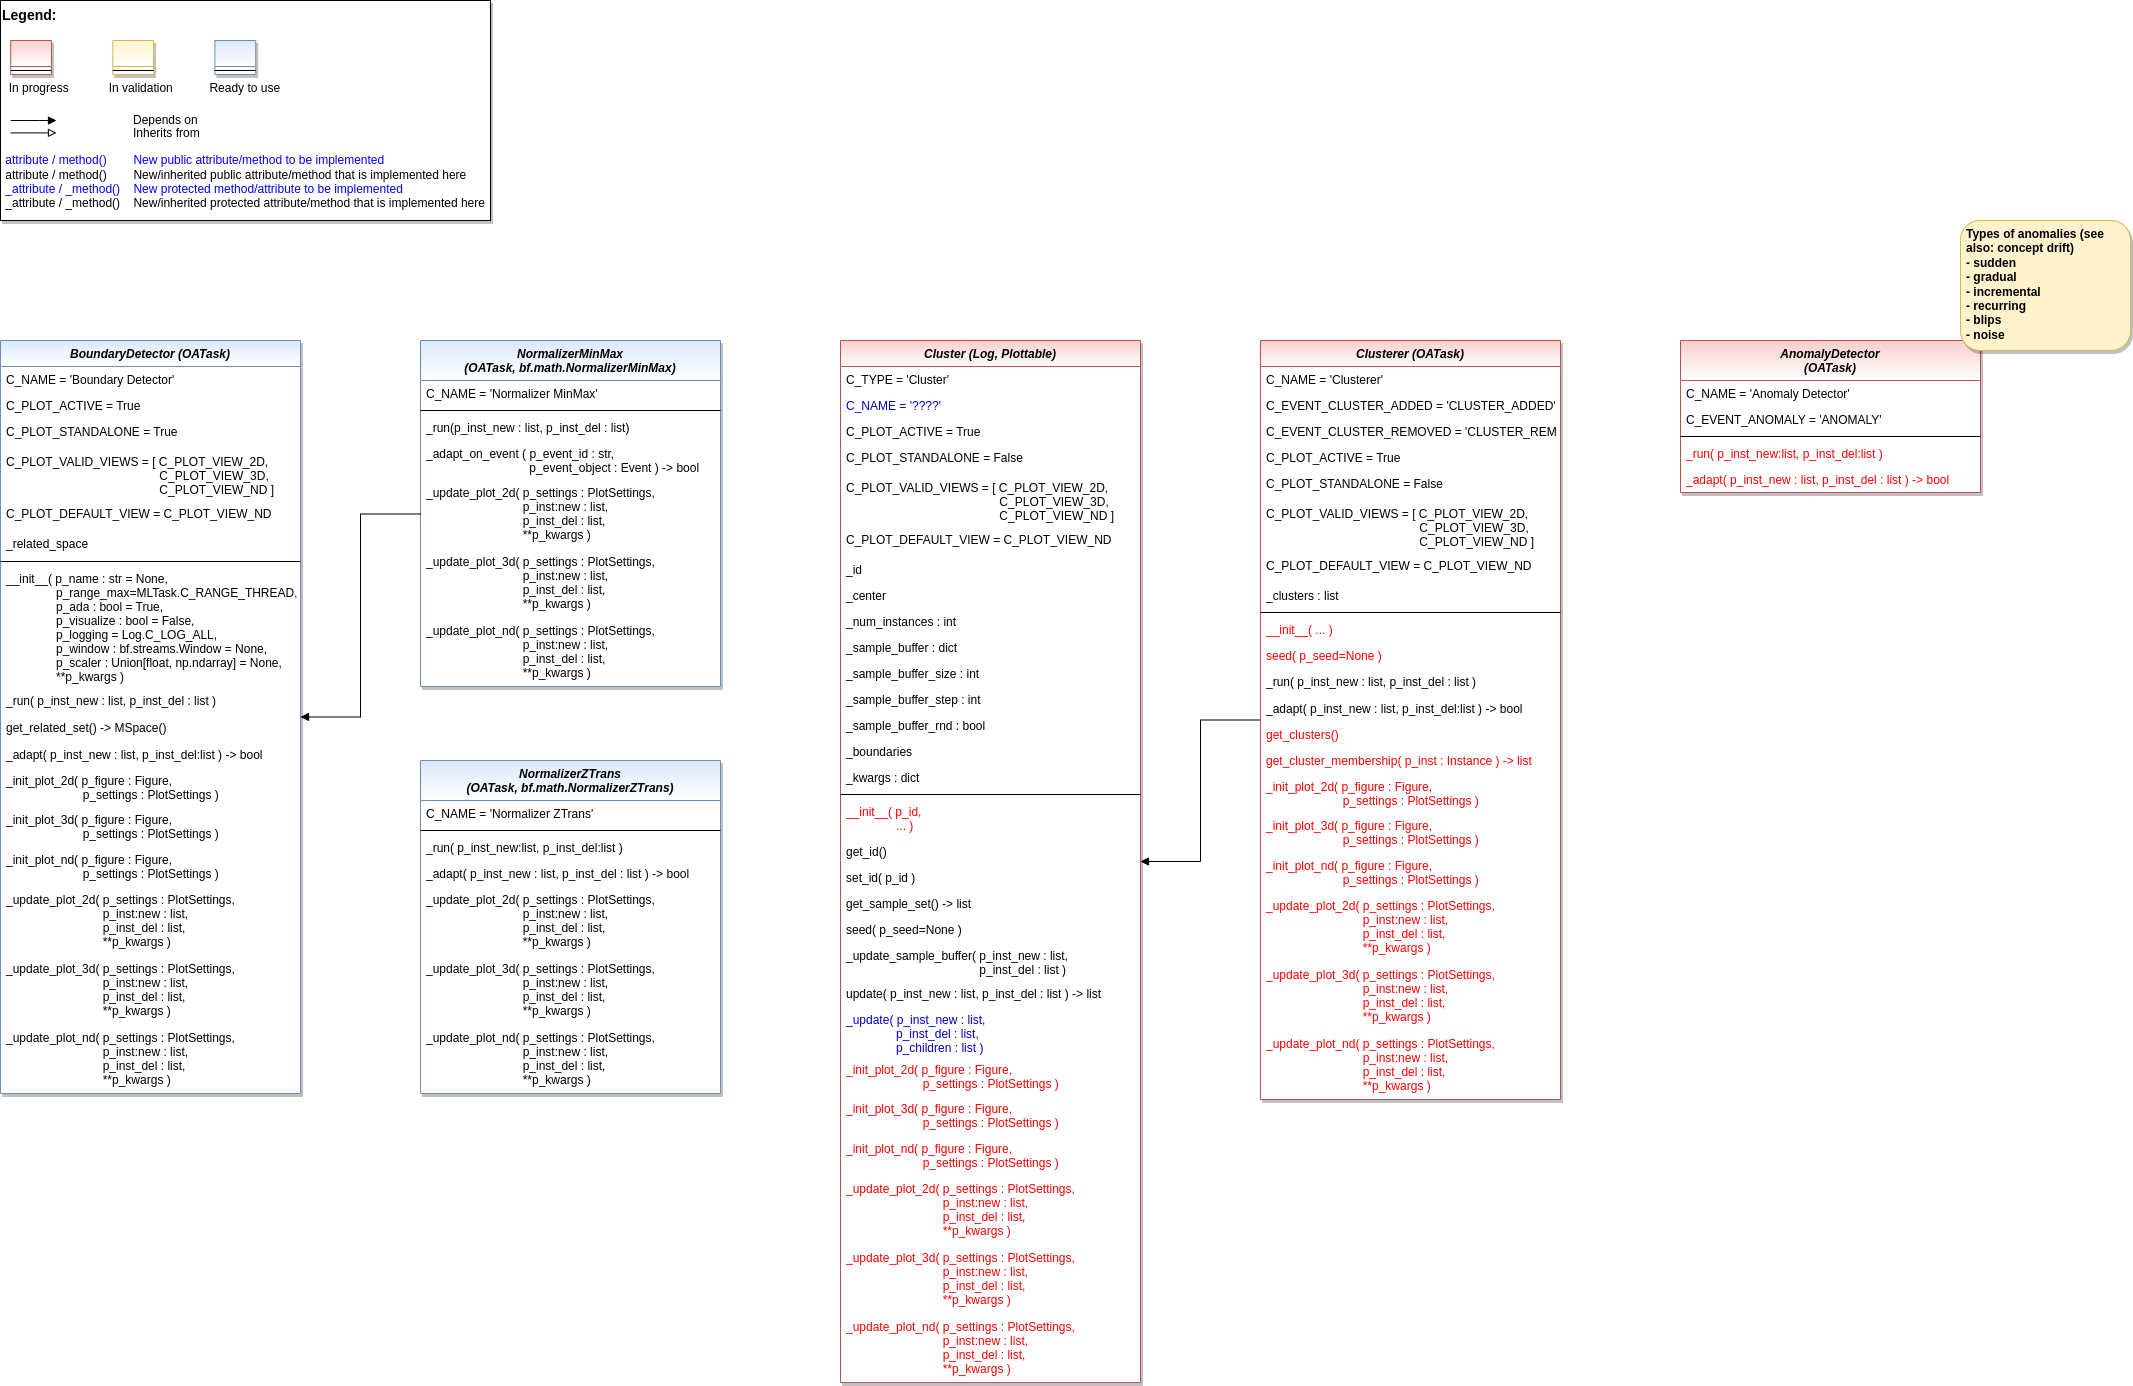 Legend:
In progress
In validation
Ready to use
Depends on
Inherits from
attribute / method() New public attribute/method to be implemented
attribute / method() New/inherited public attribute/method that is implemented here
_attribute / _method() New protected method/attribute to be implemented
_attribute / _method() New/inherited protected attribute/method that is implemented here
Types of anomalies (see
also: concept drift)
- sudden
- gradual
- incremental
- recurring
- blips
- noise
BoundaryDetector (OATask)
C_NAME = 'Boundary Detector'
C_PLOT_ACTIVE = True
C_PLOT_STANDALONE = True
C_PLOT_VALID_VIEWS = [ C_PLOT_VIEW_2D,
C_PLOT_VIEW_3D,
C_PLOT_VIEW_ND ]
C_PLOT_DEFAULT_VIEW = C_PLOT_VIEW_ND
_related_space
__init__( p_name : str = None,
p_range_max=MLTask.C_RANGE_THREAD,
p_ada : bool = True,
p_visualize : bool = False,
p_logging = Log.C_LOG_ALL,
p_window : bf.streams.Window = None,
p_scaler : Union[float, np.ndarray] = None,
**p_kwargs )
_run( p_inst_new : list, p_inst_del : list )
get_related_set() -> MSpace()
_adapt( p_inst_new : list, p_inst_del:list ) -> bool
_init_plot_2d( p_figure : Figure,
p_settings : PlotSettings )
_init_plot_3d( p_figure : Figure,
p_settings : PlotSettings )
_init_plot_nd( p_figure : Figure,
p_settings : PlotSettings )
_update_plot_2d( p_settings : PlotSettings,
p_inst:new : list,
p_inst_del : list,
**p_kwargs )
_update_plot_3d( p_settings : PlotSettings,
p_inst:new : list,
p_inst_del : list,
**p_kwargs )
_update_plot_nd( p_settings : PlotSettings,
p_inst:new : list,
p_inst_del : list,
**p_kwargs )
NormalizerMinMax
(OATask, bf.math.NormalizerMinMax)
C_NAME = 'Normalizer MinMax'
_run(p_inst_new : list, p_inst_del : list)
_adapt_on_event ( p_event_id : str,
p_event_object : Event ) -> bool
_update_plot_2d( p_settings : PlotSettings,
p_inst:new : list,
p_inst_del : list,
**p_kwargs )
_update_plot_3d( p_settings : PlotSettings,
p_inst:new : list,
p_inst_del : list,
**p_kwargs )
_update_plot_nd( p_settings : PlotSettings,
p_inst:new : list,
p_inst_del : list,
**p_kwargs )
NormalizerZTrans
(OATask, bf.math.NormalizerZTrans)
C_NAME = 'Normalizer ZTrans'
_run( p_inst_new:list, p_inst_del:list )
_adapt( p_inst_new : list, p_inst_del : list ) -> bool
_update_plot_2d( p_settings : PlotSettings,
p_inst:new : list,
p_inst_del : list,
**p_kwargs )
_update_plot_3d( p_settings : PlotSettings,
p_inst:new : list,
p_inst_del : list,
**p_kwargs )
_update_plot_nd( p_settings : PlotSettings,
p_inst:new : list,
p_inst_del : list,
**p_kwargs )
Cluster (Log, Plottable)
C_TYPE = 'Cluster'
C_NAME = '????'
C_PLOT_ACTIVE = True
C_PLOT_STANDALONE = False
C_PLOT_VALID_VIEWS = [ C_PLOT_VIEW_2D,
C_PLOT_VIEW_3D,
C_PLOT_VIEW_ND ]
C_PLOT_DEFAULT_VIEW = C_PLOT_VIEW_ND
_id
_center
_num_instances : int
_sample_buffer : dict
_sample_buffer_size : int
_sample_buffer_step : int
_sample_buffer_rnd : bool
_boundaries
_kwargs : dict
__init__( p_id,
... )
get_id()
set_id( p_id )
get_sample_set() -> list
seed( p_seed=None )
_update_sample_buffer( p_inst_new : list,
p_inst_del : list )
update( p_inst_new : list, p_inst_del : list ) -> list
_update( p_inst_new : list,
p_inst_del : list,
p_children : list )
_init_plot_2d( p_figure : Figure,
p_settings : PlotSettings )
_init_plot_3d( p_figure : Figure,
p_settings : PlotSettings )
_init_plot_nd( p_figure : Figure,
p_settings : PlotSettings )
_update_plot_2d( p_settings : PlotSettings,
p_inst:new : list,
p_inst_del : list,
**p_kwargs )
_update_plot_3d( p_settings : PlotSettings,
p_inst:new : list,
p_inst_del : list,
**p_kwargs )
_update_plot_nd( p_settings : PlotSettings,
p_inst:new : list,
p_inst_del : list,
**p_kwargs )
Clusterer (OATask)
C_NAME = 'Clusterer'
C_EVENT_CLUSTER_ADDED = 'CLUSTER_ADDED'
C_EVENT_CLUSTER_REMOVED = 'CLUSTER_REM
C_PLOT_ACTIVE = True
C_PLOT_STANDALONE = False
C_PLOT_VALID_VIEWS = [ C_PLOT_VIEW_2D,
C_PLOT_VIEW_3D,
C_PLOT_VIEW_ND ]
C_PLOT_DEFAULT_VIEW = C_PLOT_VIEW_ND
_clusters : list
__init__( ... )
seed( p_seed=None )
_run( p_inst_new : list, p_inst_del : list )
_adapt( p_inst_new : list, p_inst_del:list ) -> bool
get_clusters()
get_cluster_membership( p_inst : Instance ) -> list
_init_plot_2d( p_figure : Figure,
p_settings : PlotSettings )
_init_plot_3d( p_figure : Figure,
p_settings : PlotSettings )
_init_plot_nd( p_figure : Figure,
p_settings : PlotSettings )
_update_plot_2d( p_settings : PlotSettings,
p_inst:new : list,
p_inst_del : list,
**p_kwargs )
_update_plot_3d( p_settings : PlotSettings,
p_inst:new : list,
p_inst_del : list,
**p_kwargs )
_update_plot_nd( p_settings : PlotSettings,
p_inst:new : list,
p_inst_del : list,
**p_kwargs )
AnomalyDetector
(OATask)
C_NAME = 'Anomaly Detector'
C_EVENT_ANOMALY = 'ANOMALY'
_run( p_inst_new:list, p_inst_del:list )
_adapt( p_inst_new : list, p_inst_del : list ) -> bool